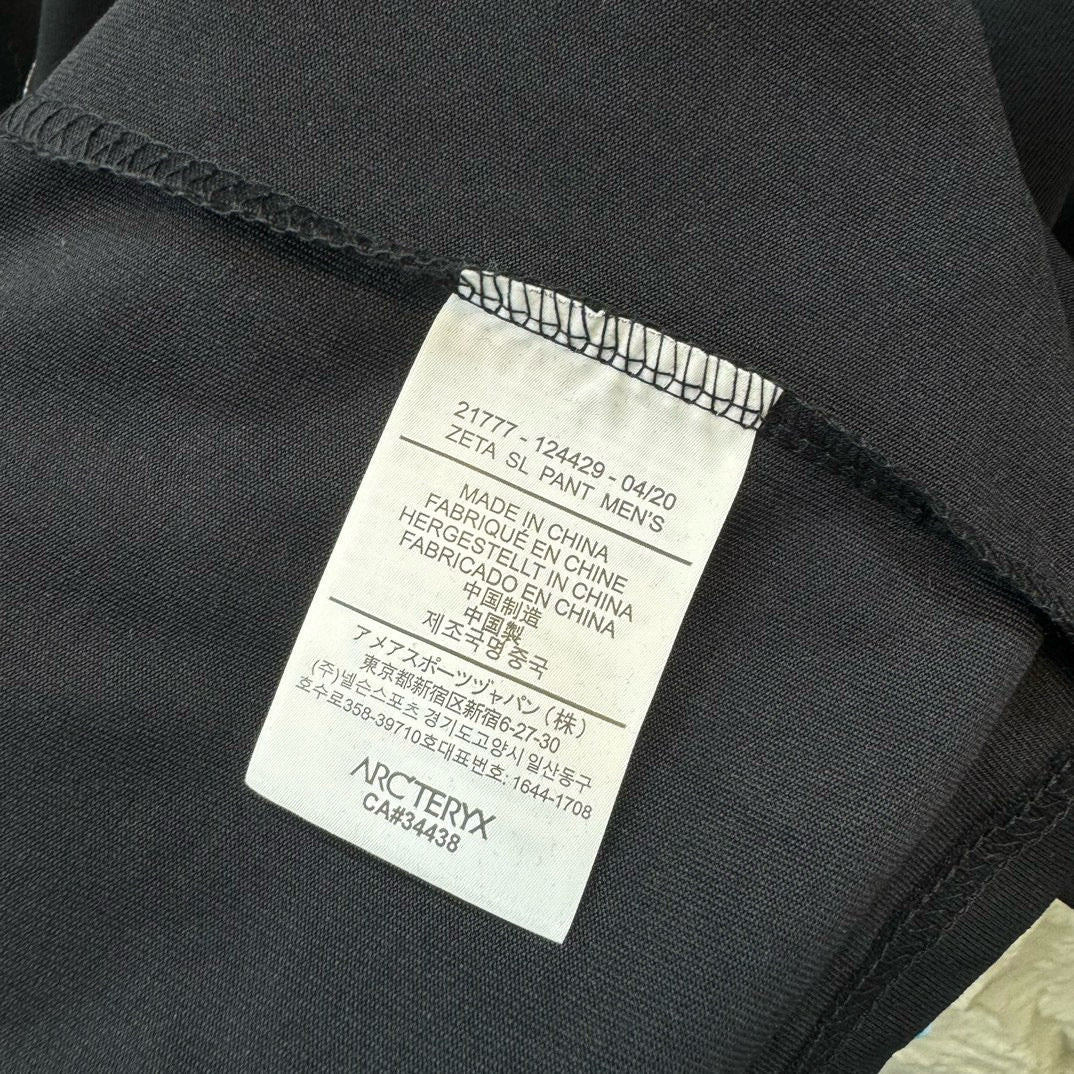 21777 - 124429 - 04/20
ZETA SL PANT MEN'S
MADE IN CHINA
FABRIQUÉ EN CHINE
HERGESTELLT IN CHINA
FABRICADO EN CHINA
中国制造
中国製
제조국명 중국
アメアスポーツヅャパン (株)
東京都新宿区新宿6-27-30
(주)넬슨스포츠 경기도고양시 일산동구
호수로358-39710호대표번호: 1644-1708
ARC'TERYX
CA#34438